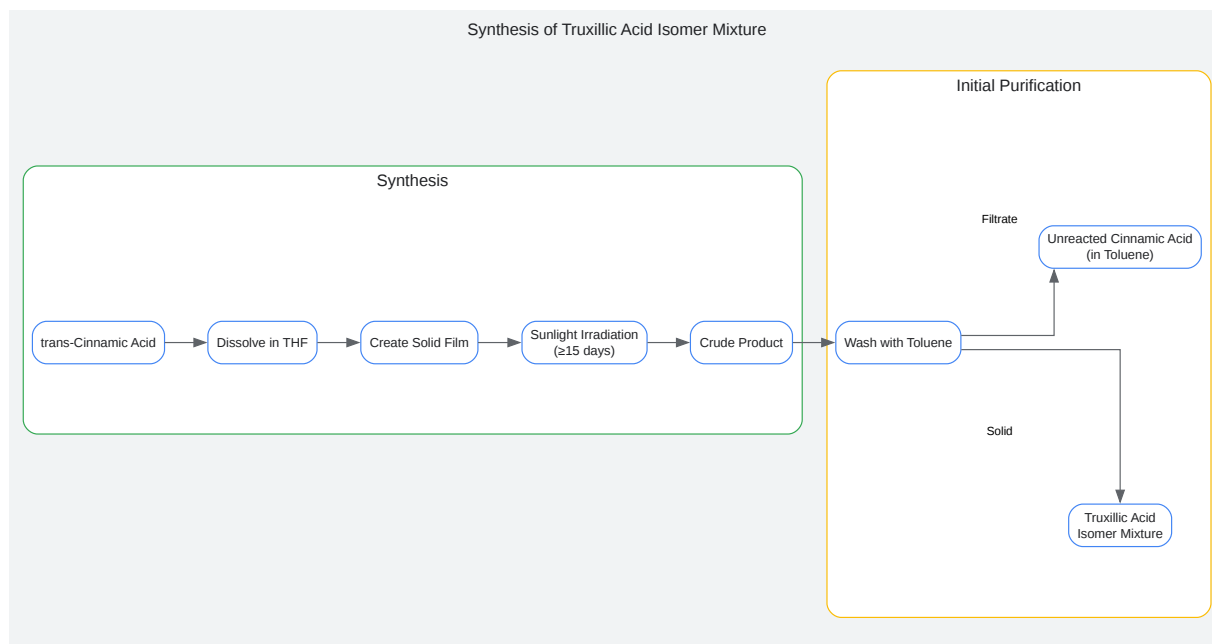 Synthesis of Truxillic Acid Isomer Mixture
Synthesis
trans-Cinnamic Acid
Dissolve in THF
Create Solid Film
Sunlight Irradiation
(≥15 days)
Crude Product
Initial Purification
Wash with Toluene
Filtrate
Unreacted Cinnamic Acid
(in Toluene)
Solid
Truxillic Acid
Isomer Mixture